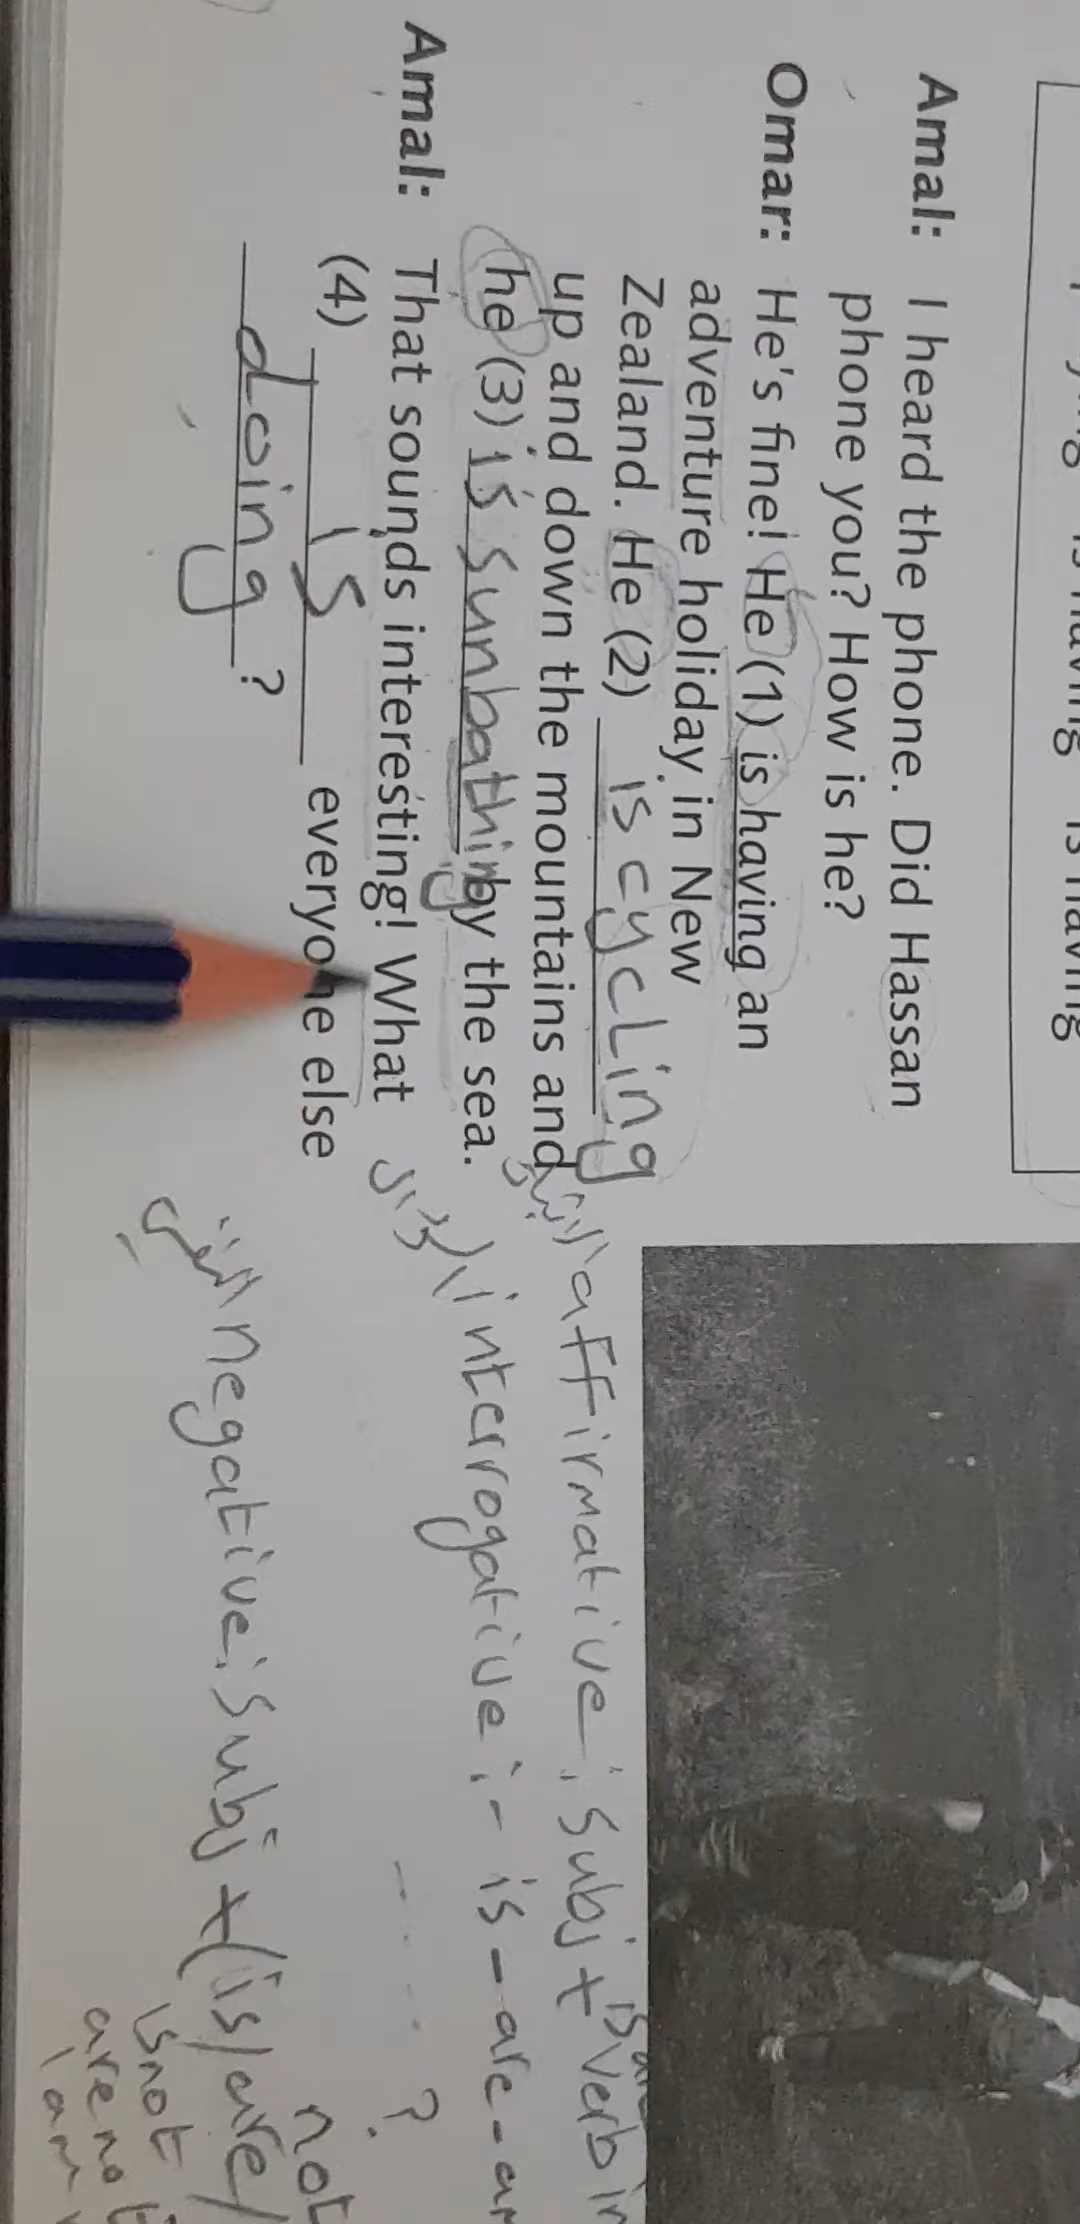 is having
Amal: I heard the phone. Did Hassan
phone you? How is he?
Omar: He's fine! He (1) is having an
adventure holiday in New
Zealand. He (2) is cycling
up and down the mountains and
he (3) is sunbathing by the sea.
Amal: That sounds interesting! What
(4) is everyone else
doing?
affirmative: subj + verb in
is
interrogative:- is - are - am
.... ?
negative: subj + (is/are/
not
is not
are not
am